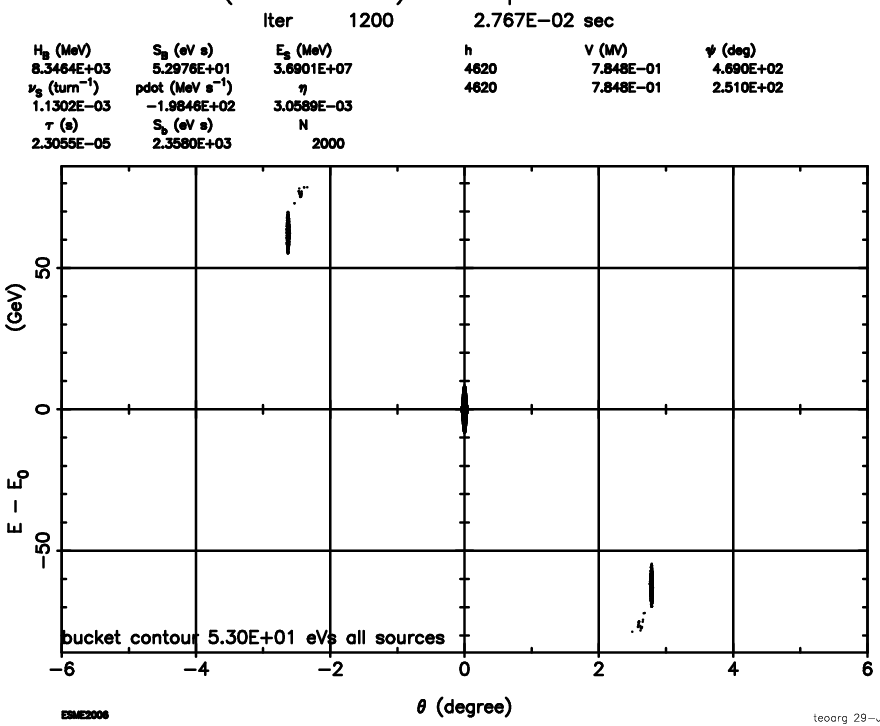 Iter 1200 2.767E−02 sec
H_B (MeV) S_B (eV s) E_S (MeV) h V (MV) ψ (deg)
8.3464E+03 5.2976E+01 3.6901E+07 4620 7.848E−01 4.690E+02
ν_S (turn⁻¹) pdot (MeV s⁻¹) η 4620 7.848E−01 2.510E+02
1.1302E−03 −1.9846E+02 3.0589E−03
τ (s) S_b (eV s) N
2.3055E−05 2.3580E+03 2000
50
(GeV)
0
E − E_0
−50
bucket contour 5.30E+01 eVs all sources
−6 −4 −2 0 2 4 6
θ (degree)
ESME2006
teoarg 29−